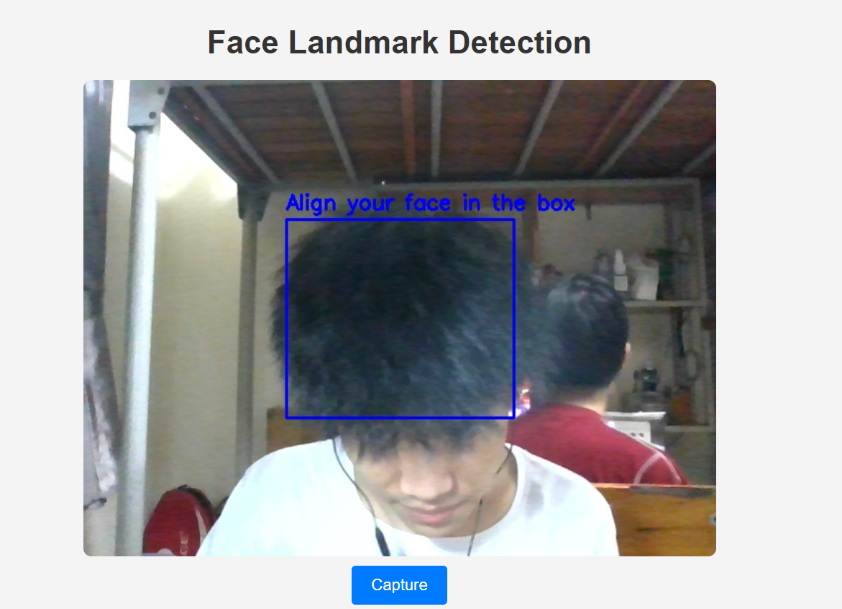 Face Landmark Detection
Align your face in the box
Capture